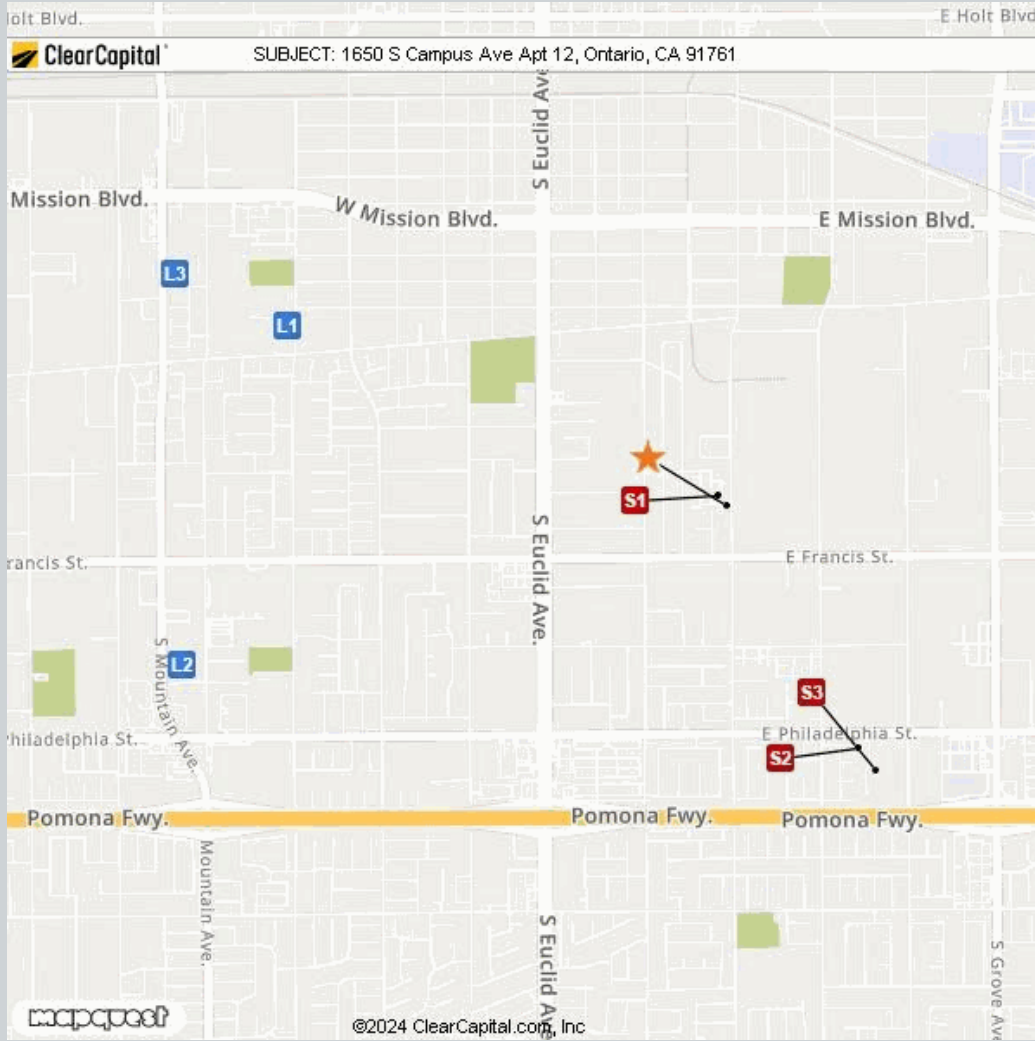 olt Blvd.
E Holt Blvd
ClearCapital
SUBJECT: 1650 S Campus Ave Apt 12, Ontario, CA 91761
S Euclid Ave
Mission Blvd.
W Mission Blvd.
E Mission Blvd.
L3
L1
S1
S Euclid Ave.
rancis St.
E Francis St.
S Mountain Ave.
L2
S3
Philadelphia St.
E Philadelphia St.
S2
Pomona Fwy.
Pomona Fwy.
Pomona Fwy.
Mountain Ave.
S Euclid Ave
S Grove Ave
mapquest
©2024 ClearCapital.com, Inc